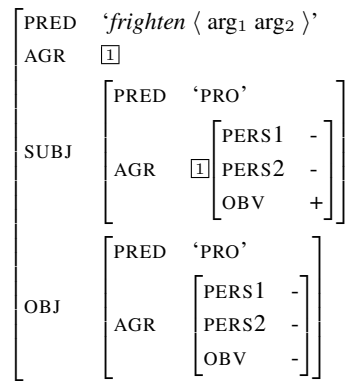 PRED ‘frighten ⟨ arg₁ arg₂ ⟩’
AGR 1
SUBJ
PRED ‘PRO’
AGR 1
PERS1 -
PERS2 -
OBV +
OBJ
PRED ‘PRO’
AGR
PERS1 -
PERS2 -
OBV -